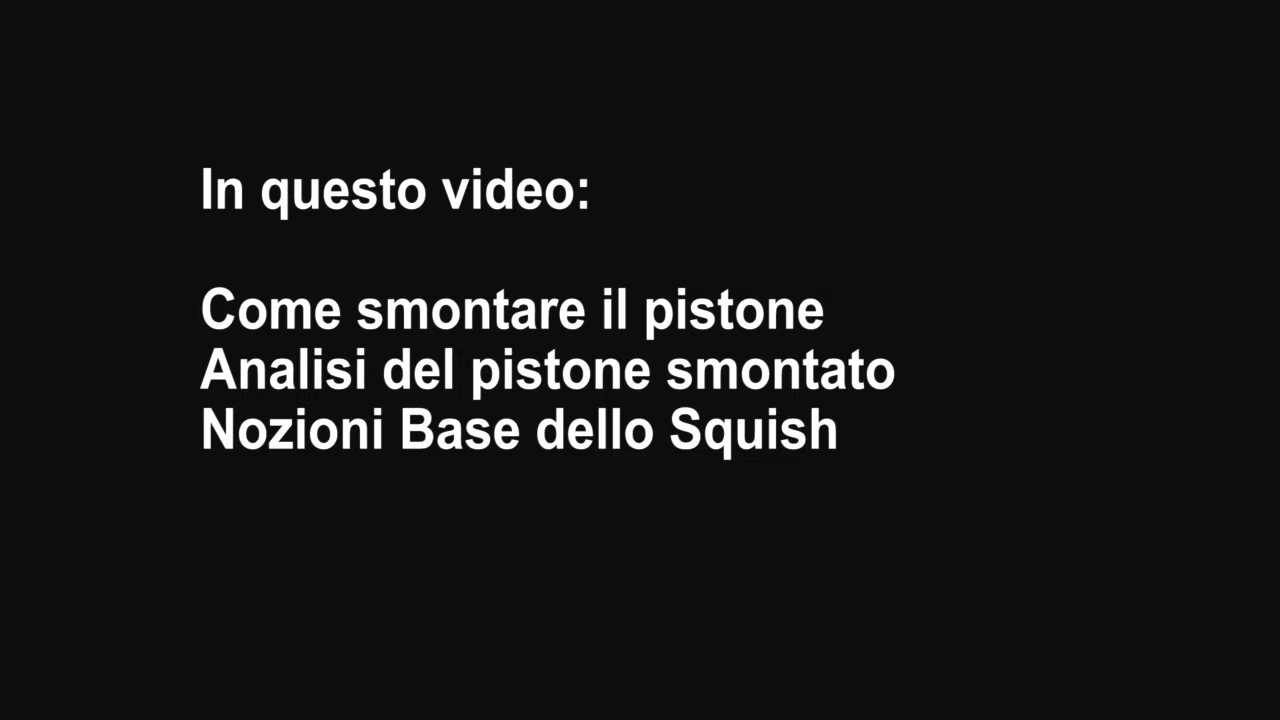 In questo video:
Come smontare il pistone
Analisi del pistone smontato
Nozioni Base dello Squish